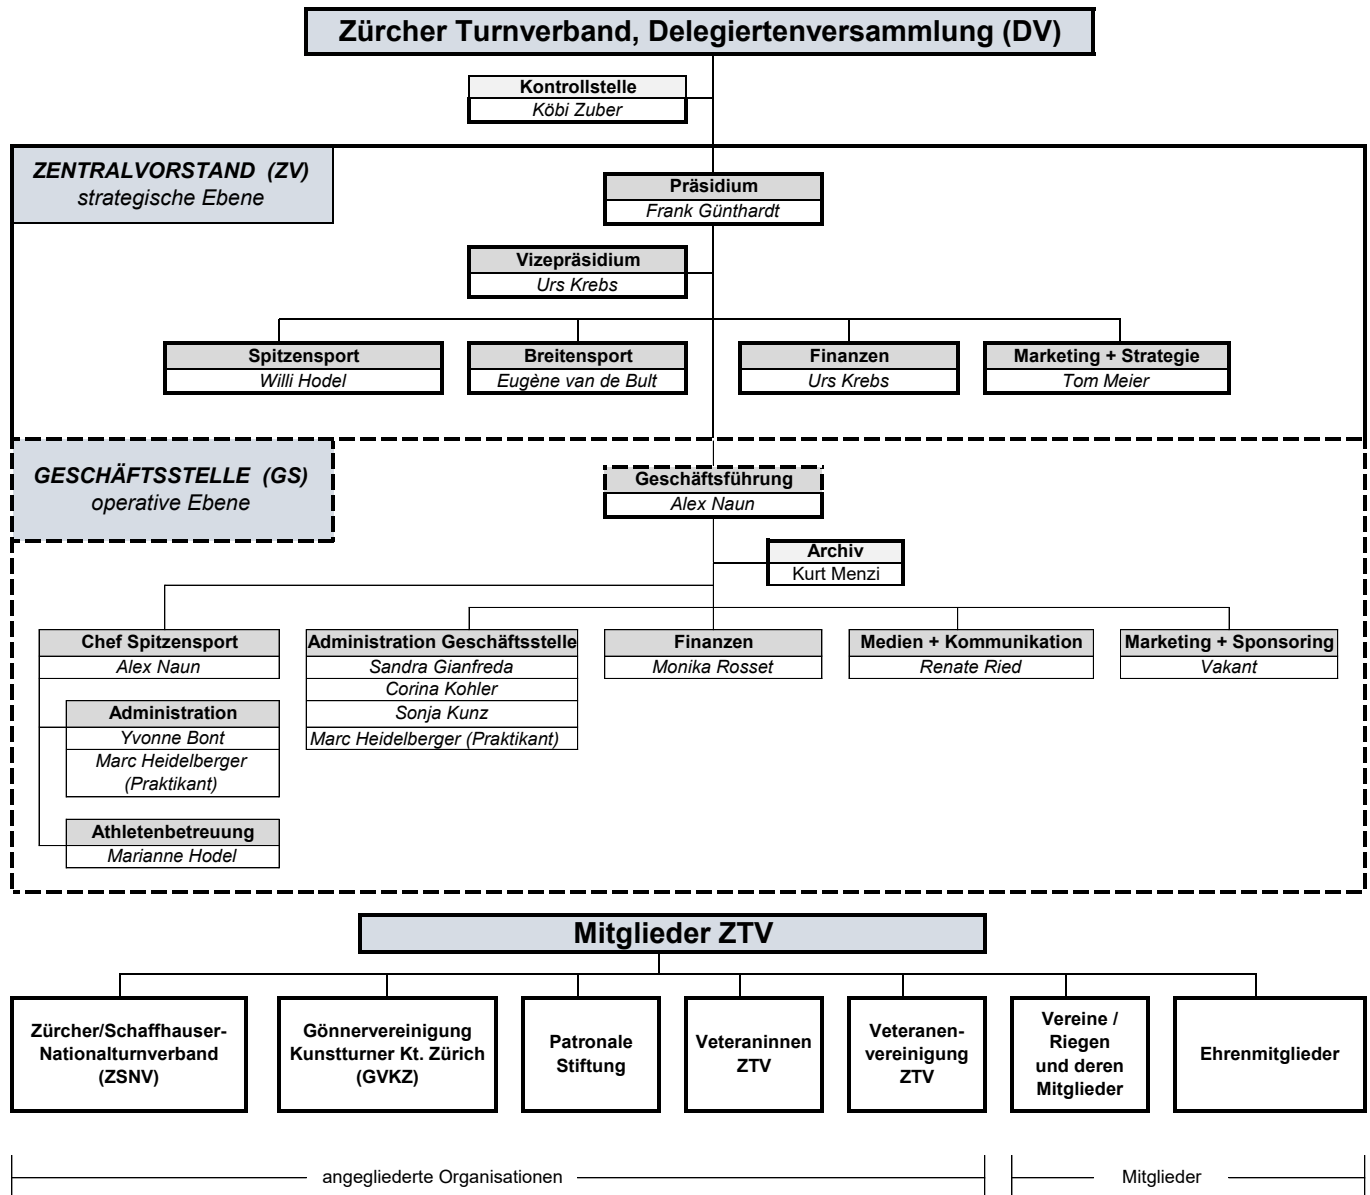 Zürcher Turnverband, Delegiertenversammlung (DV)
Kontrollstelle
Köbi Zuber
ZENTRALVORSTAND (ZV)
strategische Ebene
Präsidium
Frank Günthardt
Vizepräsidium
Urs Krebs
Spitzensport
Willi Hodel
Breitensport
Eugène van de Bult
Finanzen
Urs Krebs
Marketing + Strategie
Tom Meier
GESCHÄFTSSTELLE (GS)
operative Ebene
Geschäftsführung
Alex Naun
Archiv
Kurt Menzi
Chef Spitzensport
Alex Naun
Administration
Yvonne Bont
Marc Heidelberger
(Praktikant)
Athletenbetreuung
Marianne Hodel
Administration Geschäftsstelle
Sandra Gianfreda
Corina Kohler
Sonja Kunz
Marc Heidelberger (Praktikant)
Finanzen
Monika Rosset
Medien + Kommunikation
Renate Ried
Marketing + Sponsoring
Vakant
Mitglieder ZTV
Zürcher/Schaffhauser-
Nationalturnverband
(ZSNV)
Gönnervereinigung
Kunstturner Kt. Zürich
(GVKZ)
Patronale
Stiftung
Veteraninnen
ZTV
Veteranen-
vereinigung
ZTV
Vereine /
Riegen
und deren
Mitglieder
Ehrenmitglieder
angegliederte Organisationen
Mitglieder